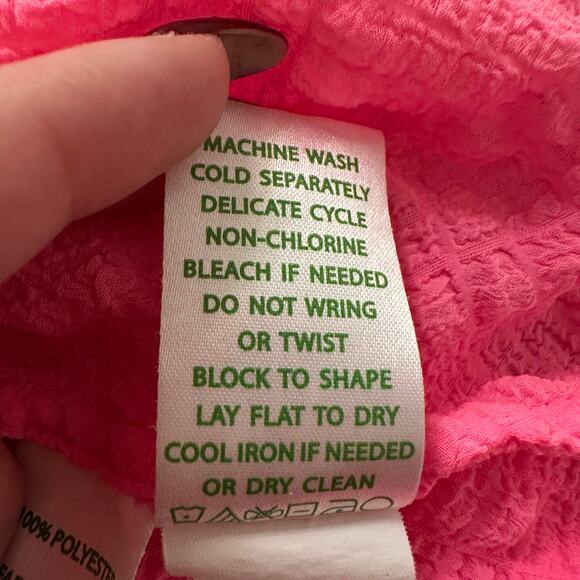 MACHINE WASH
COLD SEPARATELY
DELICATE CYCLE
NON-CHLORINE
BLEACH IF NEEDED
DO NOT WRING
OR TWIST
BLOCK TO SHAPE
LAY FLAT TO DRY
COOL IRON IF NEEDED
OR DRY CLEAN
100% POLYESTE